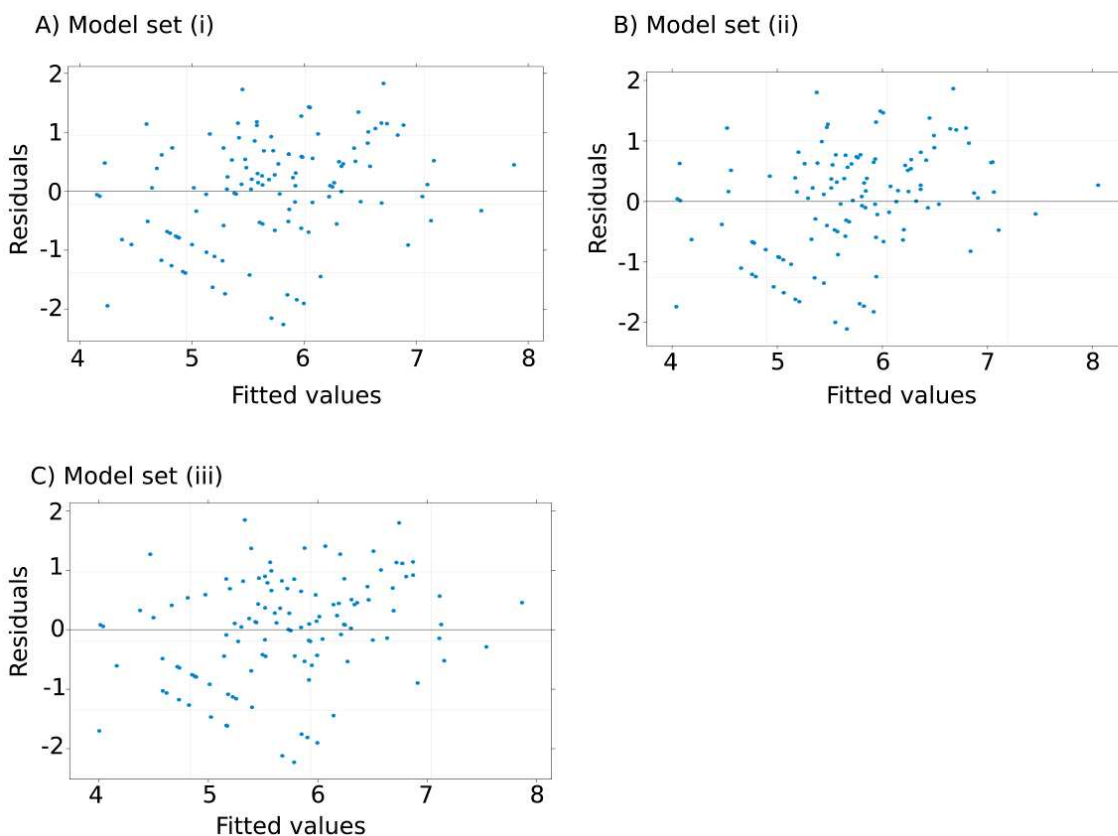 A) Model set (i)
2
1
0
-1
-2
Residuals
4 5 6 7 8
Fitted values
B) Model set (ii)
2
1
0
-1
-2
Residuals
4 5 6 7 8
Fitted values
C) Model set (iii)
2
1
0
-1
-2
Residuals
4 5 6 7 8
Fitted values